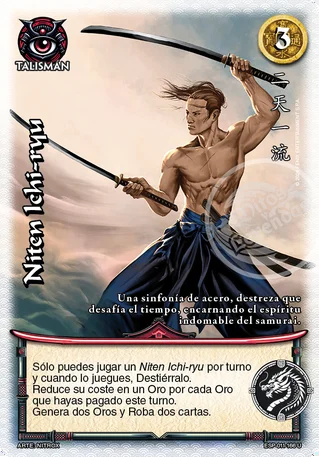 TALISMAN
3
二天一流
Niten Ichi-ryu
Una sinfonía de acero, destreza que
desafía el tiempo, encarnando el espíritu
indomable del samurai.
Sólo puedes jugar un Niten Ichi-ryu por turno
y cuando lo juegues, Destiérralo.
Reduce su coste en un Oro por cada Oro
que hayas pagado este turno.
Genera dos Oros y Roba dos cartas.
ARTE: NITROX